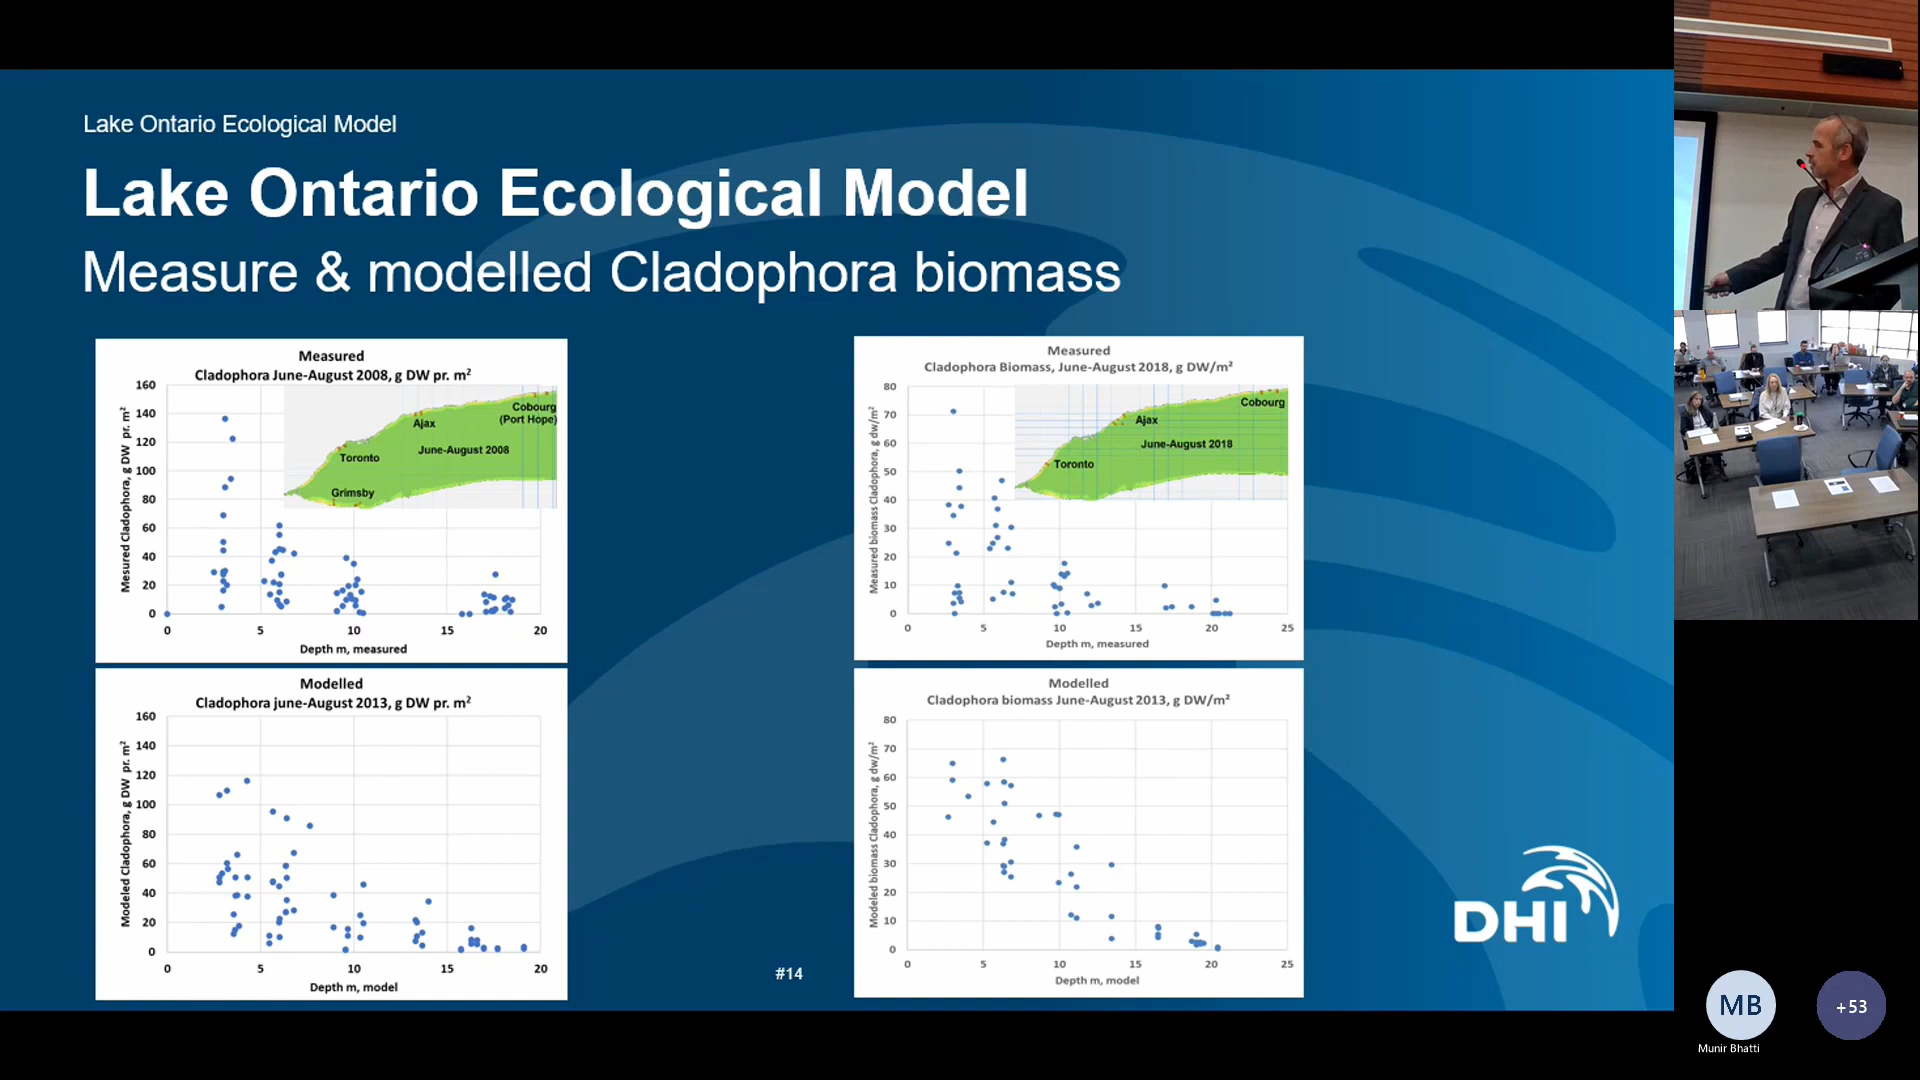 Lake Ontario Ecological Model
Lake Ontario Ecological Model
Measure & modelled Cladophora biomass
Measured
Cladophora June-August 2008, g DW pr. m²
Mesured Cladophora, g DW pr. m²
160
140
120
100
80
60
40
20
0
0 5 10 15 20
Depth m, measured
Cobourg
(Port Hope)
Ajax
June-August 2008
Toronto
Grimsby
Measured
Cladophora Biomass, June-August 2018, g DW/m²
Measured biomass Cladophora, g dw/m²
80
70
60
50
40
30
20
10
0
0 5 10 15 20 25
Depth m, measured
Cobourg
Ajax
June-August 2018
Toronto
Modelled
Cladophora june-August 2013, g DW pr. m²
Modeled Cladophora, g DW pr. m²
160
140
120
100
80
60
40
20
0
0 5 10 15 20
Depth m, model
Modelled
Cladophora biomass June-August 2013, g DW/m²
Modeled biomass Cladophora, g dw/m²
80
70
60
50
40
30
20
10
0
0 5 10 15 20 25
Depth m, model
#14
DHI
MB
+53
Munir Bhatti